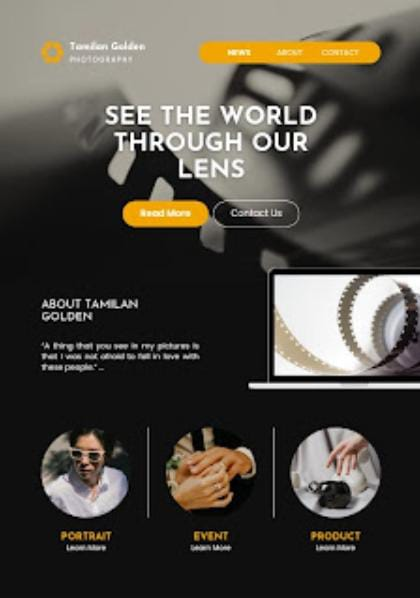 Tamilan Golden
PHOTOGRAPHY
NEWS ABOUT CONTACT
SEE THE WORLD
THROUGH OUR
LENS
Read More Contact Us
ABOUT TAMILAN
GOLDEN
"A thing that you see in my pictures is
that I was not afraid to fall in love with
these people." ...
PORTRAIT EVENT PRODUCT
Learn More Learn More Learn More